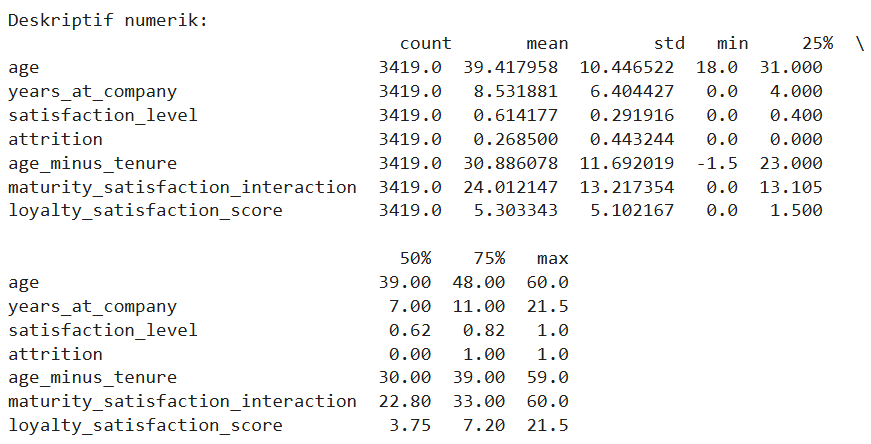 Deskriptif numerik:
count mean std min 25% \
age 3419.0 39.417958 10.446522 18.0 31.000
years_at_company 3419.0 8.531881 6.404427 0.0 4.000
satisfaction_level 3419.0 0.614177 0.291916 0.0 0.400
attrition 3419.0 0.268500 0.443244 0.0 0.000
age_minus_tenure 3419.0 30.886078 11.692019 -1.5 23.000
maturity_satisfaction_interaction 3419.0 24.012147 13.217354 0.0 13.105
loyalty_satisfaction_score 3419.0 5.303343 5.102167 0.0 1.500
50% 75% max
age 39.00 48.00 60.0
years_at_company 7.00 11.00 21.5
satisfaction_level 0.62 0.82 1.0
attrition 0.00 1.00 1.0
age_minus_tenure 30.00 39.00 59.0
maturity_satisfaction_interaction 22.80 33.00 60.0
loyalty_satisfaction_score 3.75 7.20 21.5